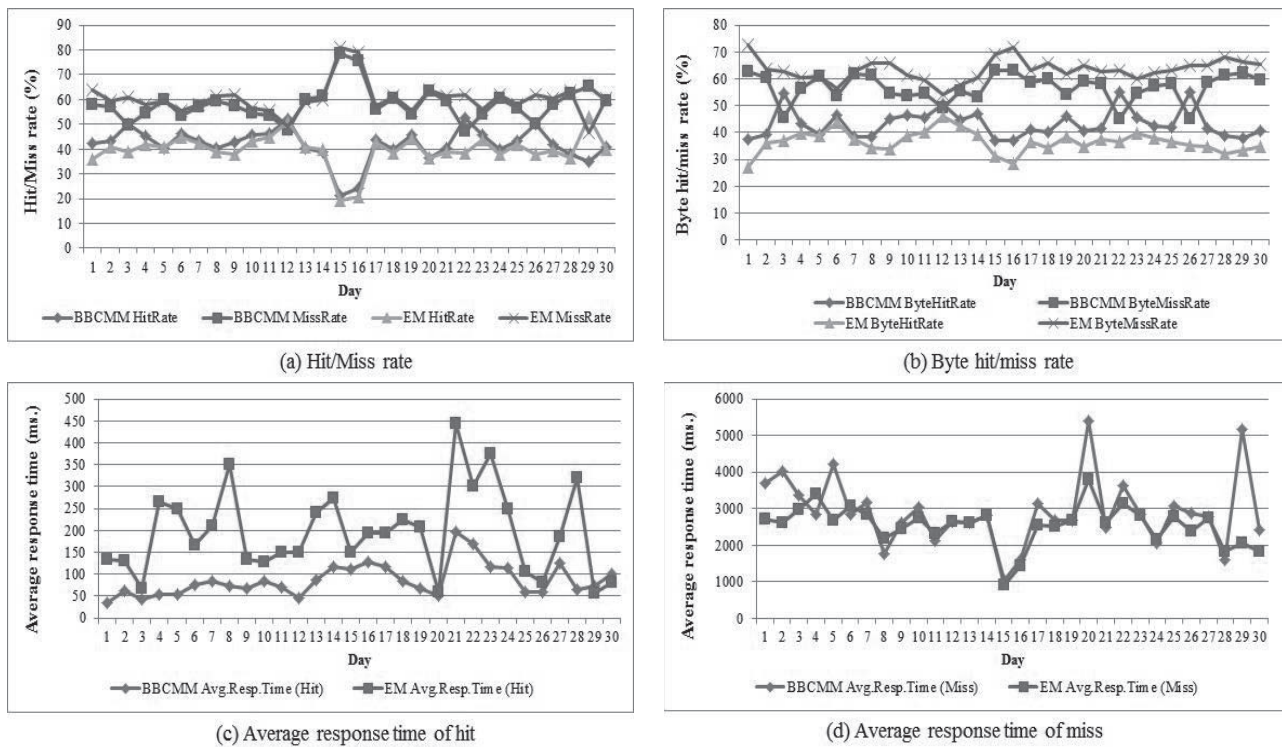 90
80
70
60
50
40
30
20
10
0
Hit/Miss rate (%)
1 2 3 4 5 6 7 8 9 10 11 12 13 14 15 16 17 18 19 20 21 22 23 24 25 26 27 28 29 30
Day
BBCMM HitRate BBCMM MissRate EM HitRate EM MissRate
(a) Hit/Miss rate
80
70
60
50
40
30
20
10
0
Byte hit/miss rate (%)
1 2 3 4 5 6 7 8 9 10 11 12 13 14 15 16 17 18 19 20 21 22 23 24 25 26 27 28 29 30
Day
BBCMM ByteHitRate BBCMM ByteMissRate
EM ByteHitRate EM ByteMissRate
(b) Byte hit/miss rate
500
450
400
350
300
250
200
150
100
50
0
Average response time (ms.)
1 2 3 4 5 6 7 8 9 10 11 12 13 14 15 16 17 18 19 20 21 22 23 24 25 26 27 28 29 30
Day
BBCMM Avg.Resp.Time (Hit) EM Avg.Resp.Time (Hit)
(c) Average response time of hit
6000
5000
4000
3000
2000
1000
0
Average response time (ms.)
1 2 3 4 5 6 7 8 9 10 11 12 13 14 15 16 17 18 19 20 21 22 23 24 25 26 27 28 29 30
Day
BBCMM Avg.Resp.Time (Miss) EM Avg.Resp.Time (Miss)
(d) Average response time of miss